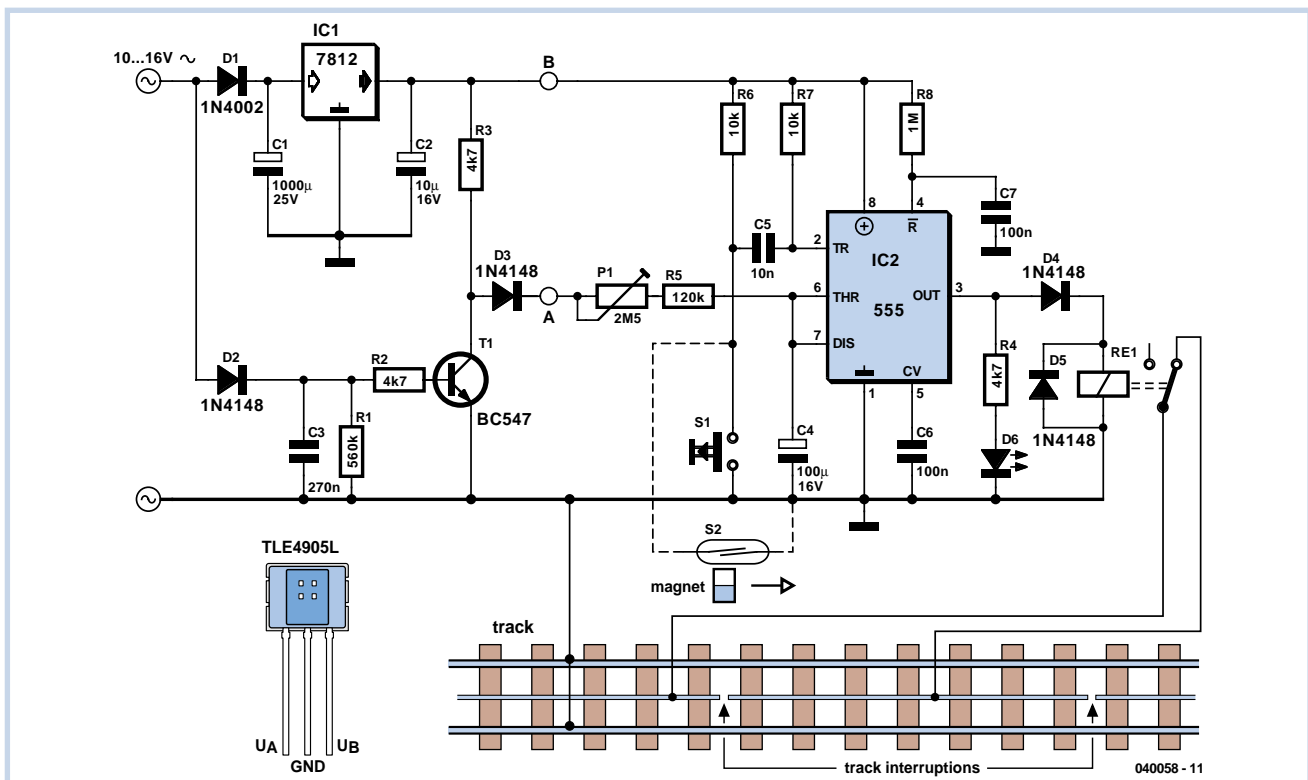 IC1
10...16V ~
D1
7812
1N4002
B
R6
10k
R7
10k
R8
1M
R3
4k7
C1
1000µ
25V
C2
10µ
16V
C7
100n
8
4
R
C5
10n
2
TR
IC2
D3
1N4148
A
P1
2M5
R5
120k
6
THR
OUT
3
555
D4
1N4148
7
DIS
T1
CV
1
5
R4
4k7
D5
1N4148
RE1
D2
1N4148
R2
4k7
BC547
C3
270n
R1
560k
S1
C4
100µ
16V
C6
100n
D6
S2
TLE4905L
magnet
track
UA
GND
UB
track interruptions
040058 - 11